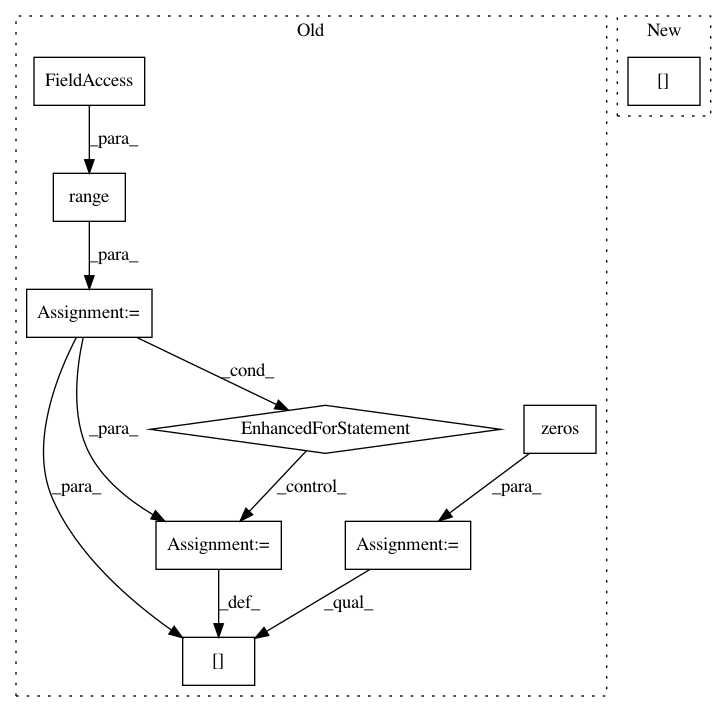 Old
New
FieldAccess
[]
_para_
range
_para_
Assignment:=
_cond_
_para_
EnhancedForStatement
zeros
_para_
_control_
_para_
Assignment:=
Assignment:=
_def_
_qual_
[]